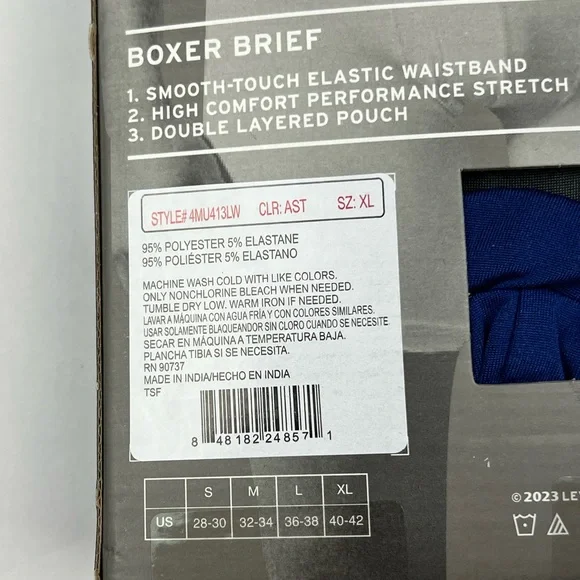 BOXER BRIEF
1. SMOOTH-TOUCH ELASTIC WAISTBAND
2. HIGH COMFORT PERFORMANCE STRETCH
3. DOUBLE LAYERED POUCH
STYLE# 4MU413LW CLR: AST SZ: XL
95% POLYESTER 5% ELASTANE
95% POLIÉSTER 5% ELASTANO
MACHINE WASH COLD WITH LIKE COLORS.
ONLY NONCHLORINE BLEACH WHEN NEEDED.
TUMBLE DRY LOW. WARM IRON IF NEEDED.
LAVAR A MÁQUINA CON AGUA FRÍA Y CON COLORES SIMILARES.
USAR SOLAMENTE BLAQUEANDOR SIN CLORO CUANDO SE NECESITE
SECAR EN MÁQUINA A TEMPERATURA BAJA.
PLANCHA TIBIA SI SE NECESITA.
RN 90737
MADE IN INDIA/HECHO EN INDIA
TSF
8 48182 24857 1
S M L XL
US 28-30 32-34 36-38 40-42
©2023 LE